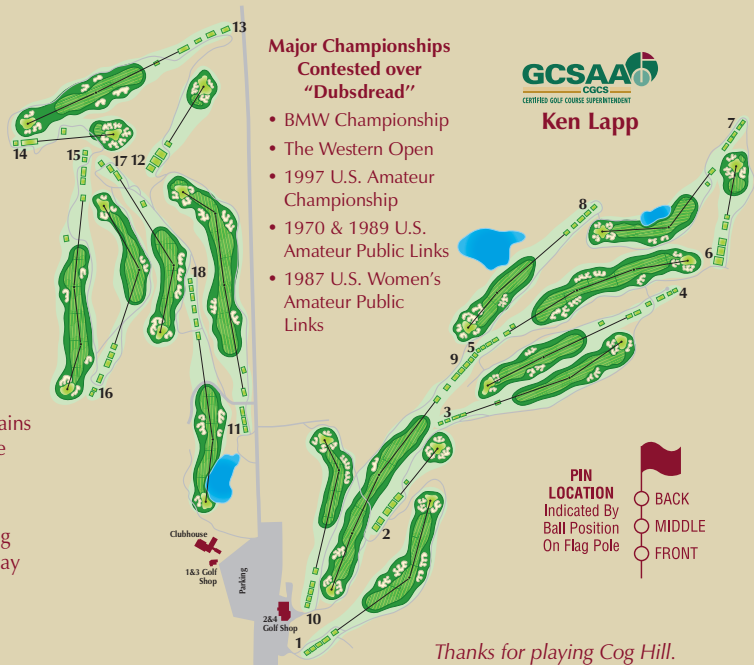 13
Major Championships
Contested over
“Dubsdread”
• BMW Championship
• The Western Open
• 1997 U.S. Amateur
Championship
• 1970 & 1989 U.S.
Amateur Public Links
• 1987 U.S. Women's
Amateur Public
Links
GCSAA
CGCS
CERTIFIED GOLF COURSE SUPERINTENDENT
Ken Lapp
14
15
17
12
7
8
18
6
4
5
9
16
3
11
ains
e
g
ay
2
PIN
LOCATION
Indicated By
Ball Position
On Flag Pole
BACK
MIDDLE
FRONT
Clubhouse
1&3 Golf
Shop
Parking
2&4
Golf Shop
10
1
Thanks for playing Cog Hill.